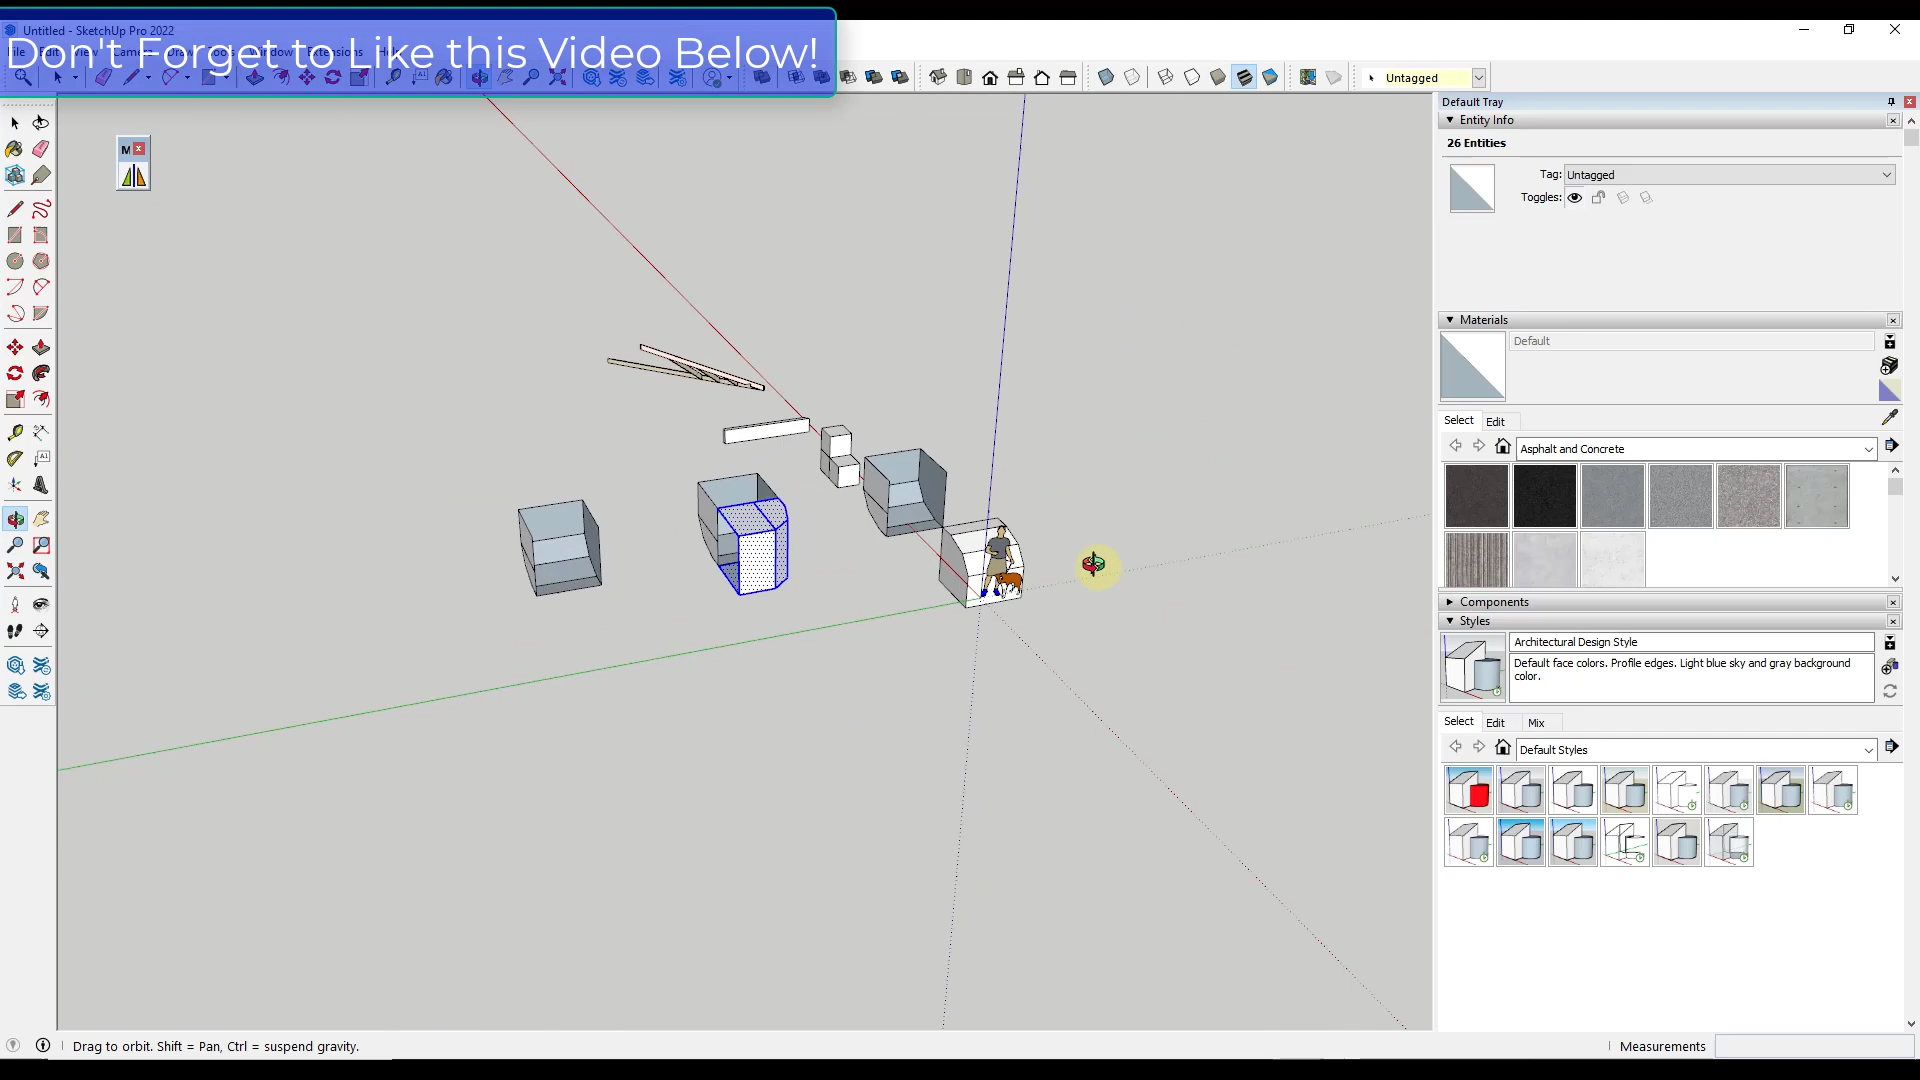 Untitled - SketchUp Pro 2022
Don't Forget to Like this Video Below!
Untagged
M
Default Tray
Entity Info
26 Entities
Tag: Untagged
Toggles:
Materials
Default
Select Edit
Asphalt and Concrete
Components
Styles
Architectural Design Style
Default face colors. Profile edges. Light blue sky and gray background
color.
Select Edit Mix
Default Styles
Drag to orbit. Shift = Pan, Ctrl = suspend gravity.
Measurements